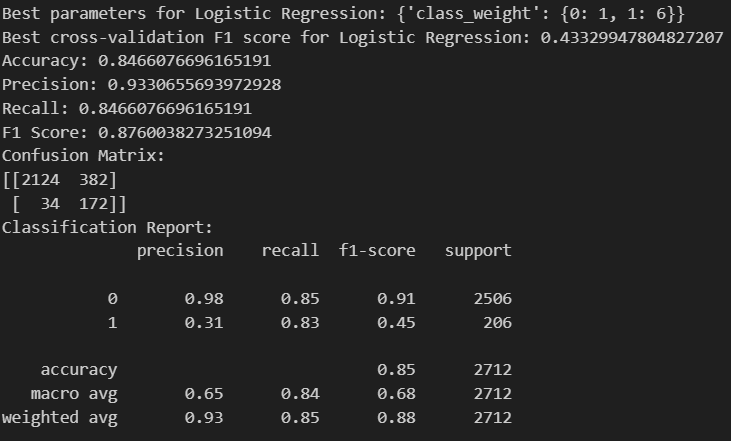 Best parameters for Logistic Regression: {'class_weight': {0: 1, 1: 6}}
Best cross-validation F1 score for Logistic Regression: 0.43329947804827207
Accuracy: 0.8466076696165191
Precision: 0.9330655693972928
Recall: 0.8466076696165191
F1 Score: 0.8760038273251094
Confusion Matrix:
[[2124  382]
 [  34  172]]
Classification Report:
              precision    recall  f1-score   support
           0       0.98      0.85      0.91      2506
           1       0.31      0.83      0.45       206
    accuracy                           0.85      2712
   macro avg       0.65      0.84      0.68      2712
weighted avg       0.93      0.85      0.88      2712